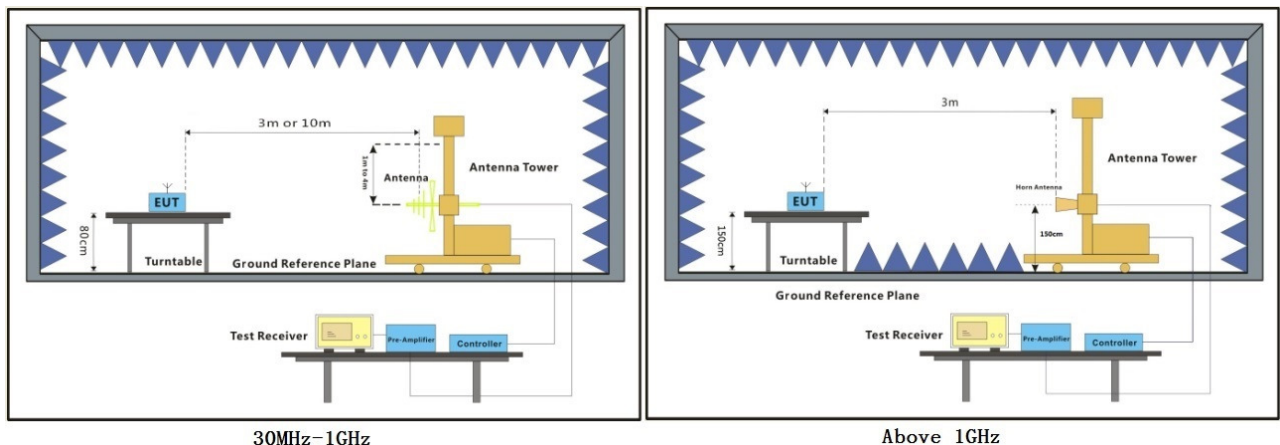 3m or 10m
1m to 4m
Antenna
Antenna Tower
EUT
80cm
Turntable
Ground Reference Plane
Test Receiver
Pre-Amplifier
Controller
30MHz-1GHz
3m
Antenna Tower
Horn Antenna
EUT
150cm
150cm
Turntable
Ground Reference Plane
Test Receiver
Pre-Amplifier
Controller
Above 1GHz